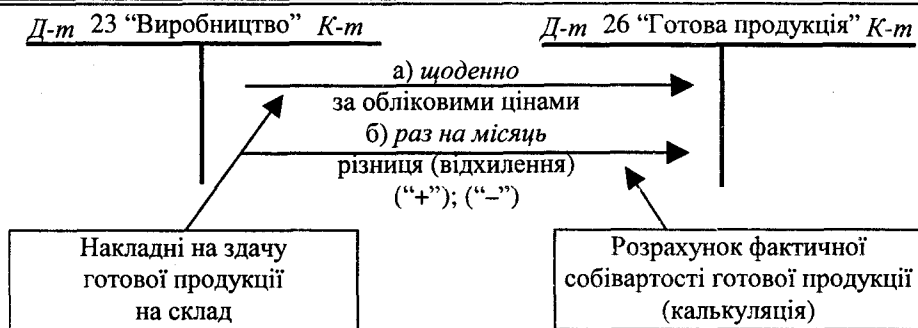 Д-т 23 “Виробництво” К-т
Д-т 26 “Готова продукція” К-т
а) щоденно
за обліковими цінами
б) раз на місяць
різниця (відхилення)
(“+”); (“–”)
Накладні на здачу
готової продукції
на склад
Розрахунок фактичної
собівартості готової продукції
(калькуляція)